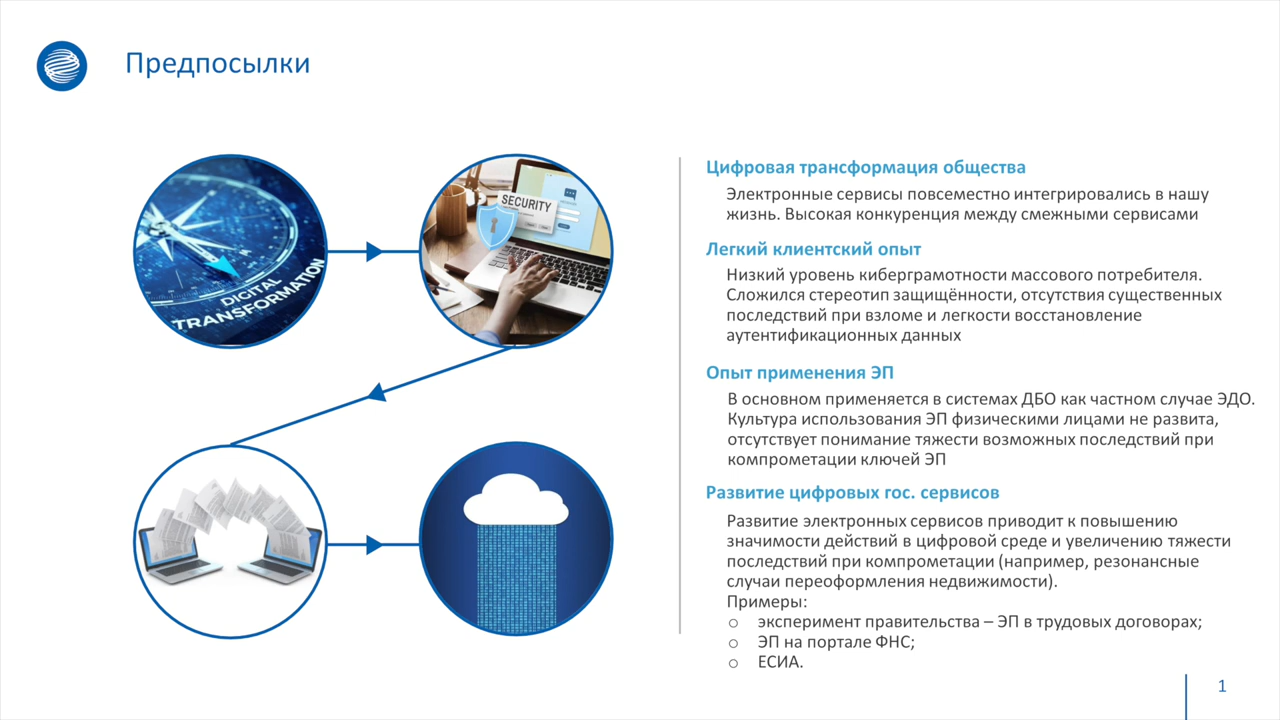 Предпосылки
DIGITAL
TRANSFORMATION
SECURITY
Цифровая трансформация общества
Электронные сервисы повсеместно интегрировались в нашу
жизнь. Высокая конкуренция между смежными сервисами
Легкий клиентский опыт
Низкий уровень киберграмотности массового потребителя.
Сложился стереотип защищённости, отсутствия существенных
последствий при взломе и легкости восстановление
аутентификационных данных
Опыт применения ЭП
В основном применяется в системах ДБО как частном случае ЭДО.
Культура использования ЭП физическими лицами не развита,
отсутствует понимание тяжести возможных последствий при
компрометации ключей ЭП
Развитие цифровых гос. сервисов
Развитие электронных сервисов приводит к повышению
значимости действий в цифровой среде и увеличению тяжести
последствий при компрометации (например, резонансные
случаи переоформления недвижимости).
Примеры:
o эксперимент правительства – ЭП в трудовых договорах;
o ЭП на портале ФНС;
o ЕСИА.
1